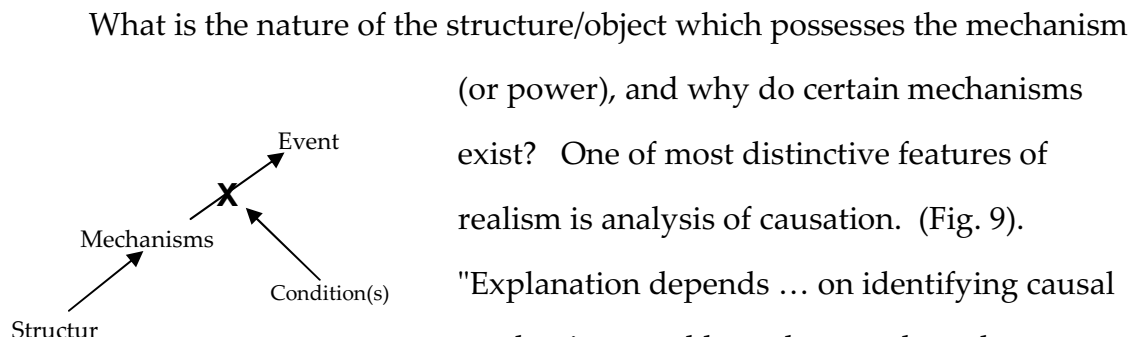 What is the nature of the structure/object which possesses the mechanism
(or power), and why do certain mechanisms
exist? One of most distinctive features of
realism is analysis of causation. (Fig. 9).
"Explanation depends … on identifying causal
Event
X
Mechanisms
Condition(s)
Structur